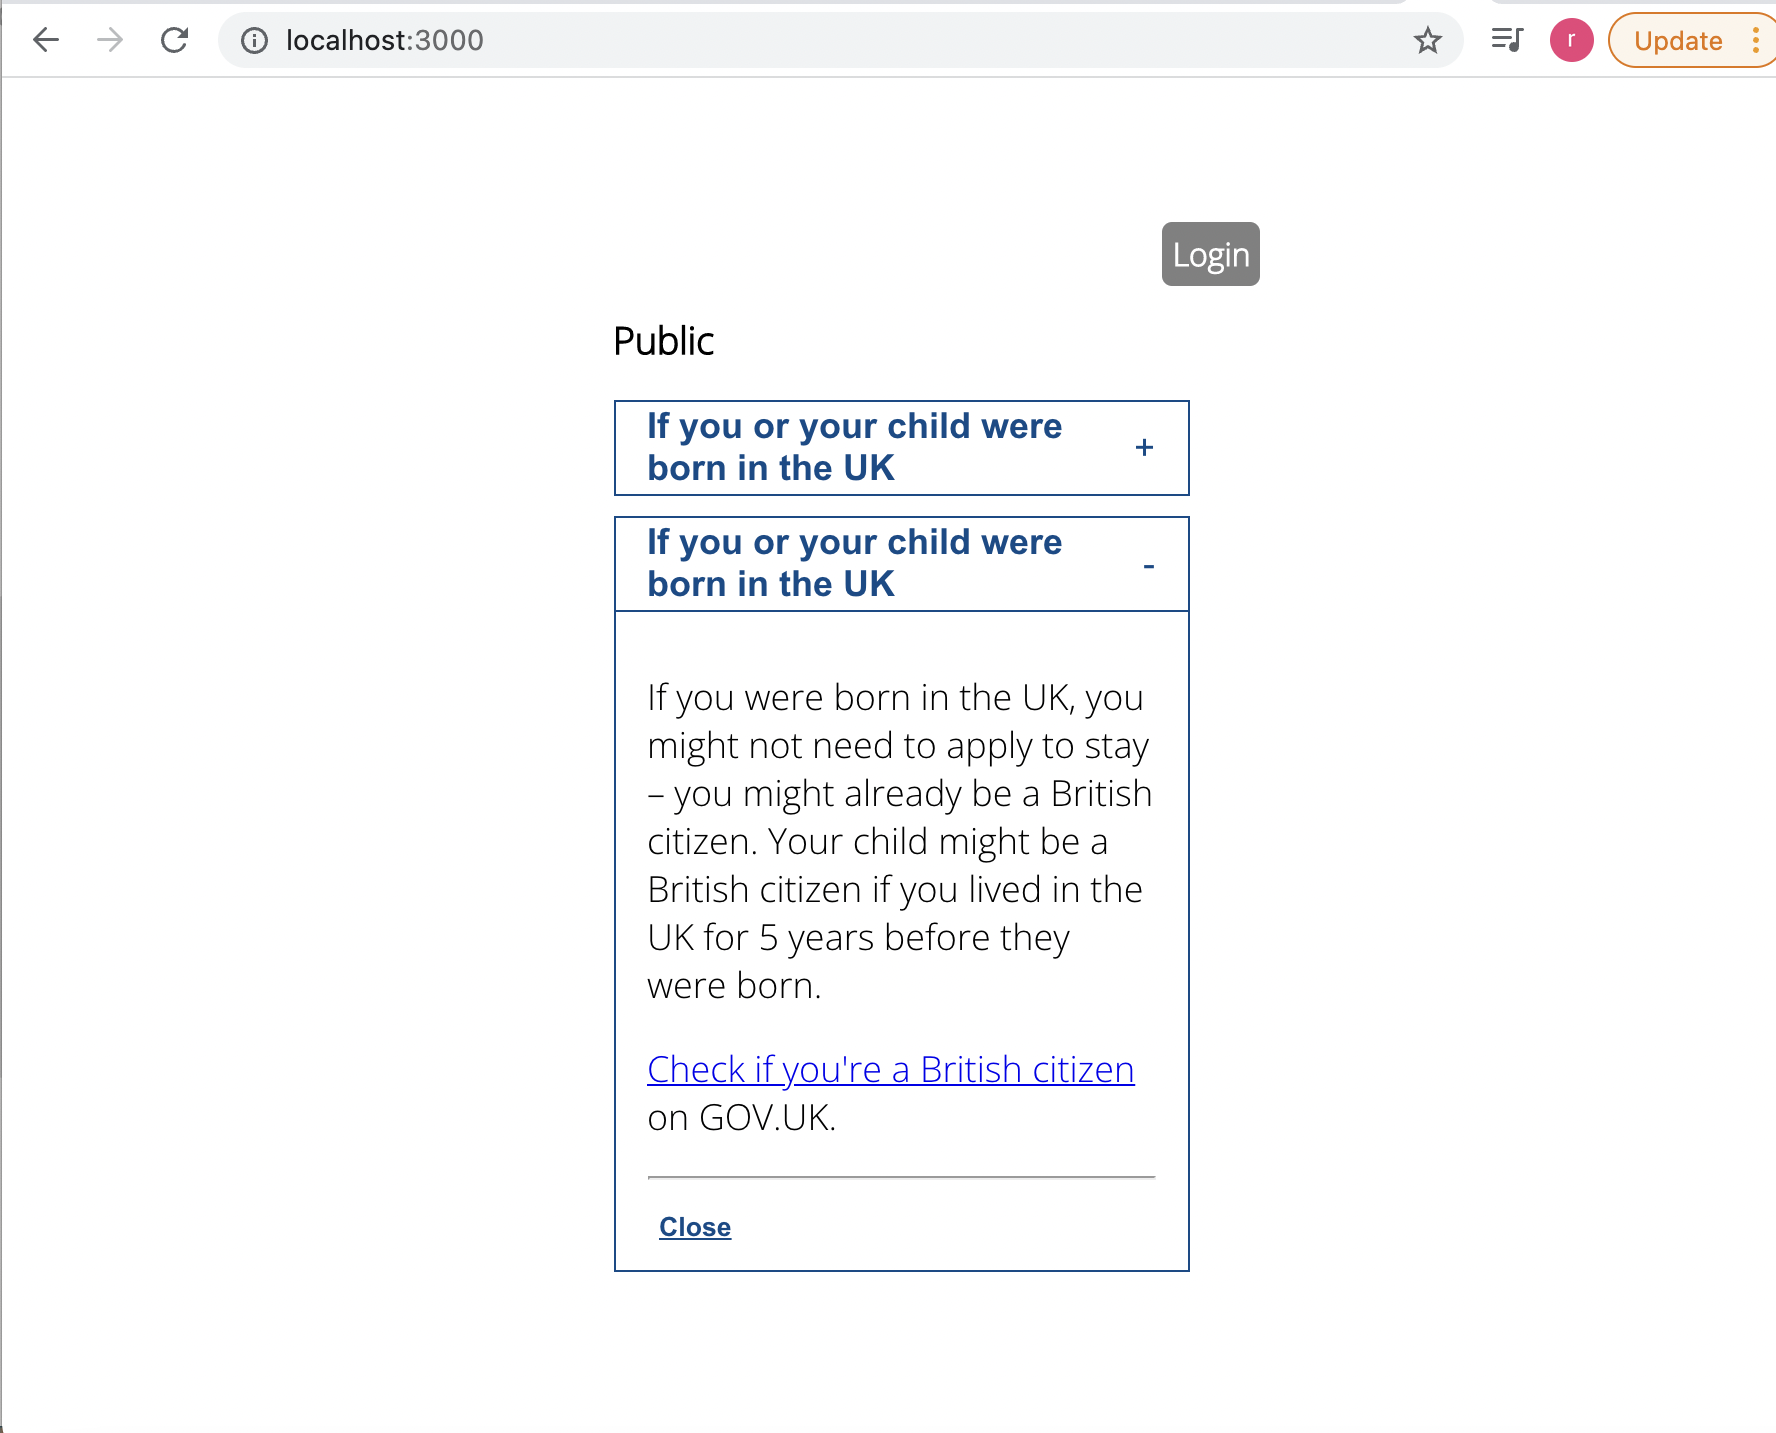 localhost:3000
r
Update
Login
Public
If you or your child were
born in the UK
+
If you or your child were
born in the UK
-
If you were born in the UK, you
might not need to apply to stay
– you might already be a British
citizen. Your child might be a
British citizen if you lived in the
UK for 5 years before they
were born.
Check if you're a British citizen
on GOV.UK.
Close